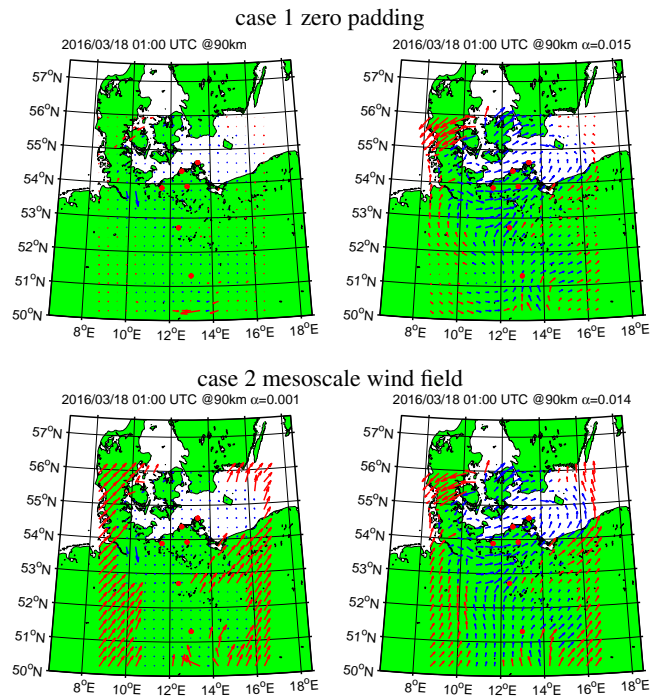 case 1 zero padding
2016/03/18 01:00 UTC @90km
2016/03/18 01:00 UTC @90km α=0.015
57°N
56°N
55°N
54°N
53°N
52°N
51°N
50°N
8°E 10°E 12°E 14°E 16°E 18°E
57°N
56°N
55°N
54°N
53°N
52°N
51°N
50°N
8°E 10°E 12°E 14°E 16°E 18°E
case 2 mesoscale wind field
2016/03/18 01:00 UTC @90km α=0.001
2016/03/18 01:00 UTC @90km α=0.014
57°N
56°N
55°N
54°N
53°N
52°N
51°N
50°N
8°E 10°E 12°E 14°E 16°E 18°E
57°N
56°N
55°N
54°N
53°N
52°N
51°N
50°N
8°E 10°E 12°E 14°E 16°E 18°E